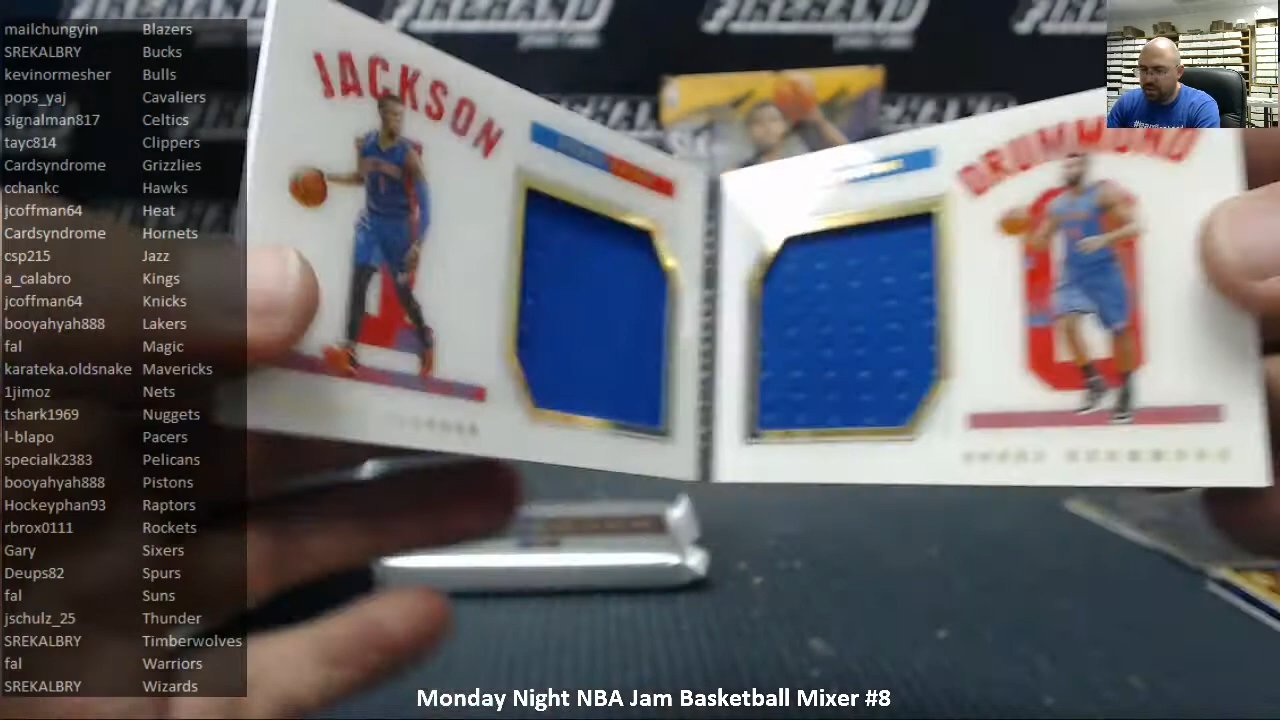 mailchungyin Blazers
SREKALBRY Bucks
kevinormesher Bulls
pops_yaj Cavaliers
signalman817 Celtics
tayc814 Clippers
Cardsyndrome Grizzlies
cchankc Hawks
jcoffman64 Heat
Cardsyndrome Hornets
csp215 Jazz
a_calabro Kings
jcoffman64 Knicks
booyahyah888 Lakers
fal Magic
karateka.oldsnake Mavericks
1jimoz Nets
tshark1969 Nuggets
l-blapo Pacers
specialk2383 Pelicans
booyahyah888 Pistons
Hockeyphan93 Raptors
rbrox0111 Rockets
Gary Sixers
Deups82 Spurs
fal Suns
jschulz_25 Thunder
SREKALBRY Timberwolves
fal Warriors
SREKALBRY Wizards
JACKSON
DRUMMOND
Monday Night NBA Jam Basketball Mixer #8